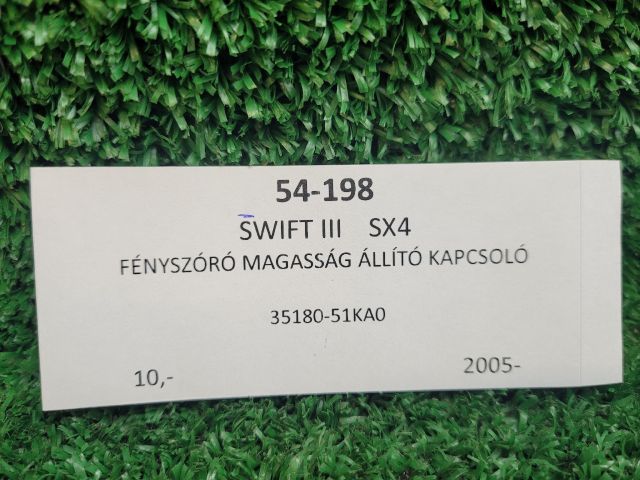 54-198
SWIFT III SX4
FÉNYSZÓRÓ MAGASSÁG ÁLLÍTÓ KAPCSOLÓ
35180-51KA0
10,- 2005-